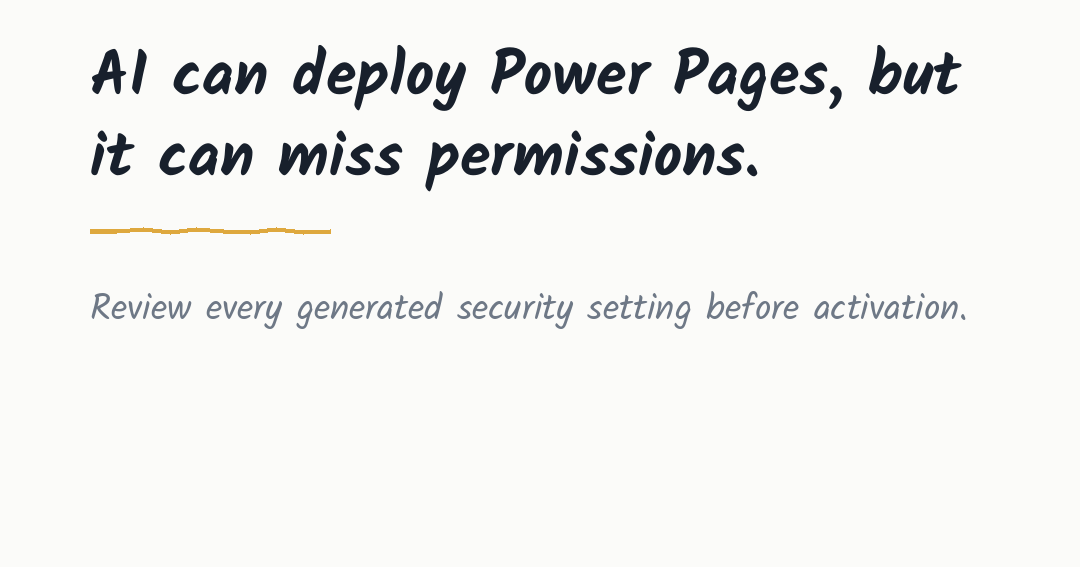 AI can deploy Power Pages, but
it can miss permissions.
Review every generated security setting before activation.